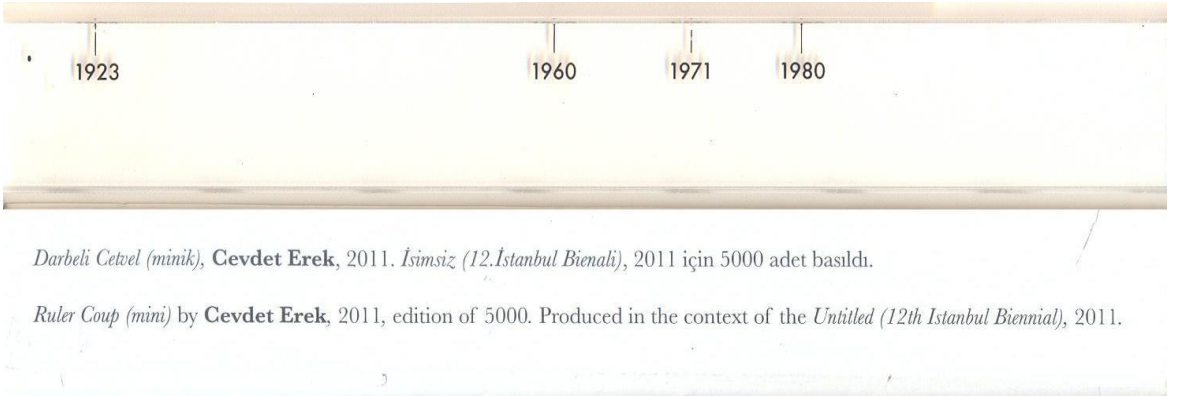 1923 1960 1971 1980
Darbeli Cetvel (minik), Cevdet Erek, 2011. İsimsiz (12.İstanbul Bienali), 2011 için 5000 adet basıldı.
Ruler Coup (mini) by Cevdet Erek, 2011, edition of 5000. Produced in the context of the Untitled (12th Istanbul Biennial), 2011.